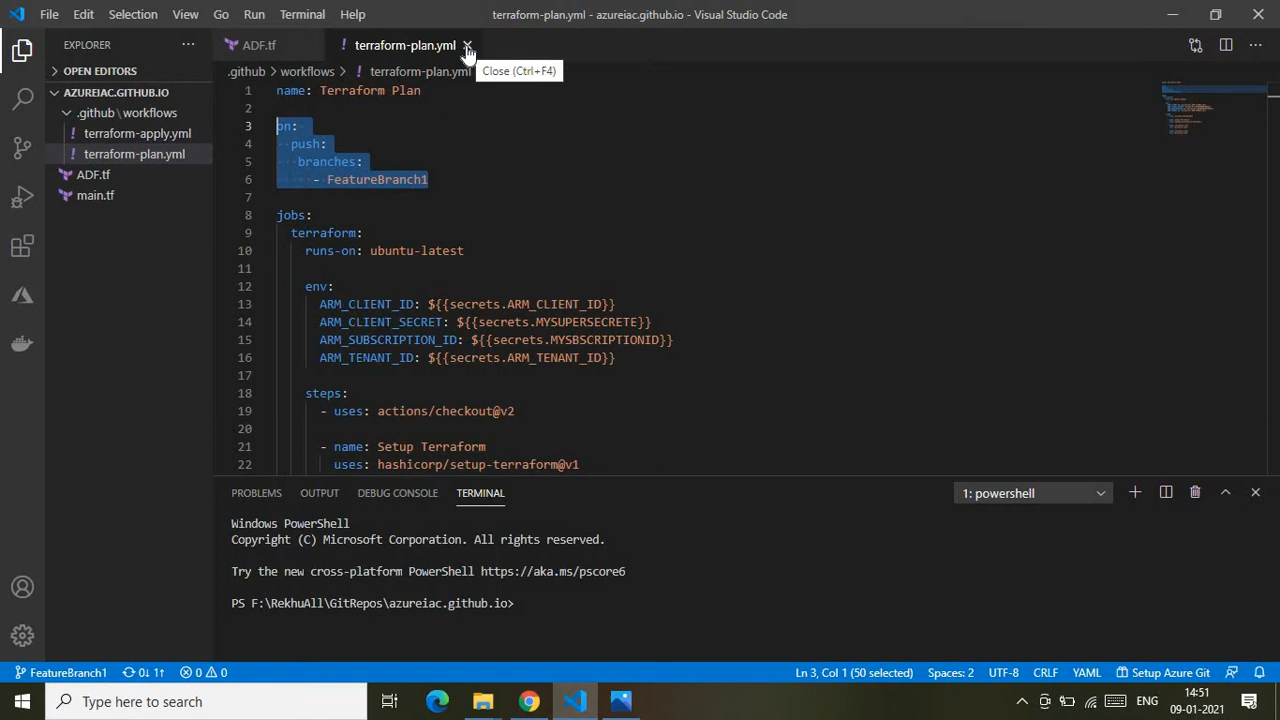 File Edit Selection View Go Run Terminal Help terraform-plan.yml - azureiac.github.io - Visual Studio Code
EXPLORER
OPEN EDITORS
AZUREIAC.GITHUB.IO
.github \ workflows
! terraform-apply.yml
! terraform-plan.yml
ADF.tf
main.tf
ADF.tf ! terraform-plan.yml
Close (Ctrl+F4)
.github > workflows > ! terraform-plan.yml
1 name: Terraform Plan
2
3 on:
4 push:
5 branches:
6 - FeatureBranch1
7
8 jobs:
9 terraform:
10 runs-on: ubuntu-latest
11
12 env:
13 ARM_CLIENT_ID: ${{secrets.ARM_CLIENT_ID}}
14 ARM_CLIENT_SECRET: ${{secrets.MYSUPERSECRETE}}
15 ARM_SUBSCRIPTION_ID: ${{secrets.MYSBSCRIPTIONID}}
16 ARM_TENANT_ID: ${{secrets.ARM_TENANT_ID}}
17
18 steps:
19 - uses: actions/checkout@v2
20
21 - name: Setup Terraform
22 uses: hashicorp/setup-terraform@v1
PROBLEMS OUTPUT DEBUG CONSOLE TERMINAL 1: powershell
Windows PowerShell
Copyright (C) Microsoft Corporation. All rights reserved.
Try the new cross-platform PowerShell https://aka.ms/pscore6
PS F:\RekhuAll\GitRepos\azureiac.github.io>
FeatureBranch1 0↓ 1↑ 0 0 Ln 3, Col 1 (50 selected) Spaces: 2 UTF-8 CRLF YAML Setup Azure Git
Type here to search ENG 14:51
09-01-2021